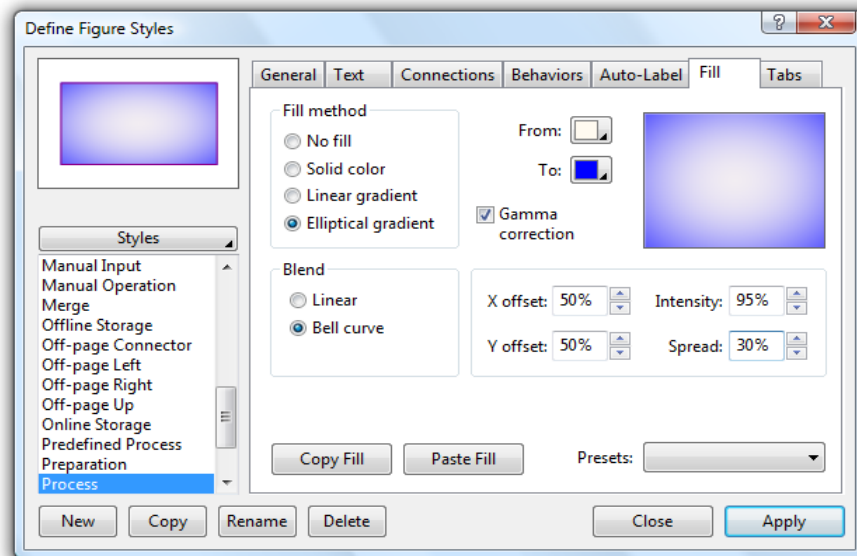 Define Figure Styles
?
General Text Connections Behaviors Auto-Label Fill Tabs
Fill method
No fill
Solid color
Linear gradient
Elliptical gradient
From:
To:
Gamma
correction
Styles
Manual Input
Manual Operation
Merge
Offline Storage
Off-page Connector
Off-page Left
Off-page Right
Off-page Up
Online Storage
Predefined Process
Preparation
Process
Blend
Linear
Bell curve
X offset: 50% Intensity: 95%
Y offset: 50% Spread: 30%
Copy Fill Paste Fill Presets:
New Copy Rename Delete Close Apply